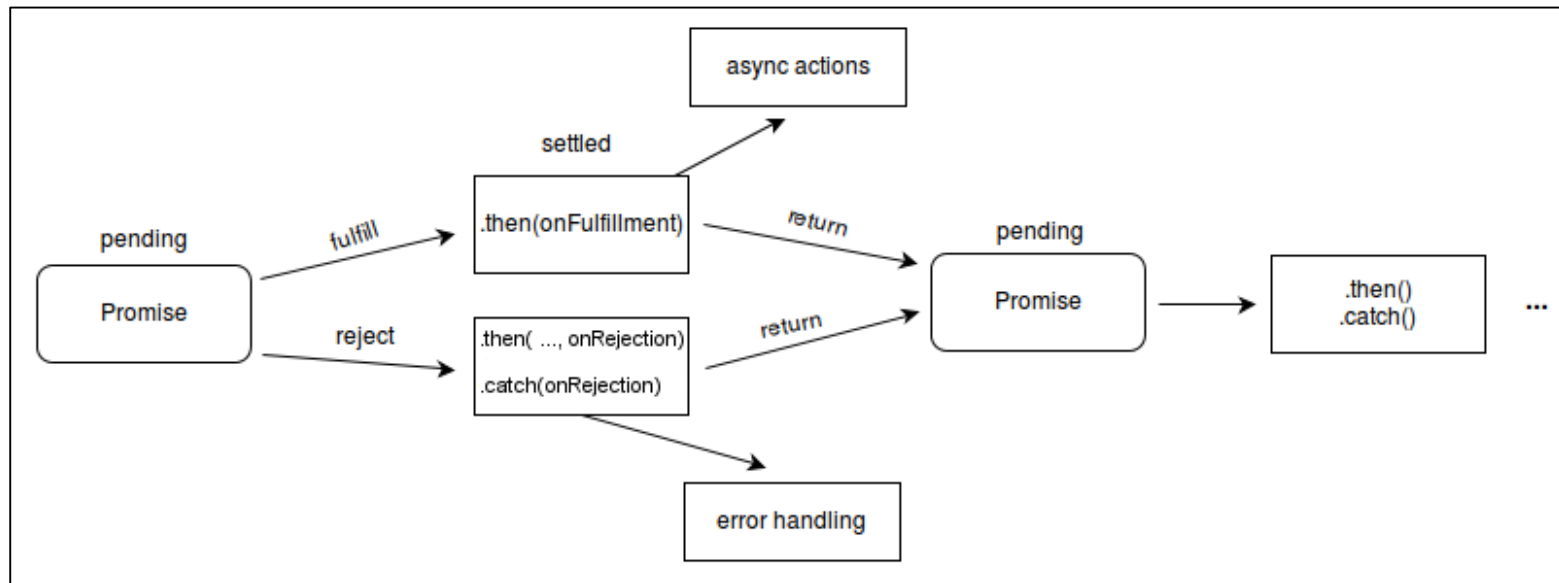 async actions
settled
.then(onFulfillment)
fulfill
return
pending
pending
Promise
Promise
.then()
.catch()
...
reject
.then( ..., onRejection)
.catch(onRejection)
return
error handling